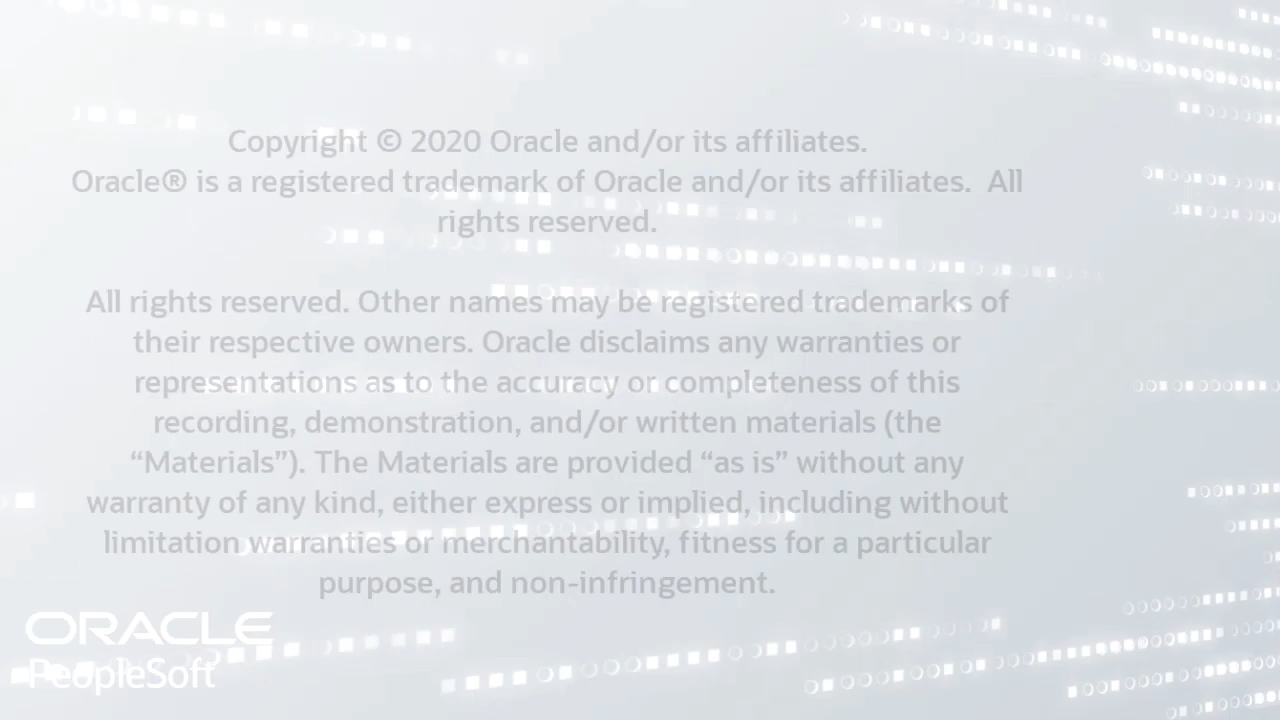 Copyright © 2020 Oracle and/or its affiliates.
Oracle® is a registered trademark of Oracle and/or its affiliates.  All
rights reserved.
All rights reserved. Other names may be registered trademarks of
their respective owners. Oracle disclaims any warranties or
representations as to the accuracy or completeness of this
recording, demonstration, and/or written materials (the
“Materials”). The Materials are provided “as is” without any
warranty of any kind, either express or implied, including without
limitation warranties or merchantability, fitness for a particular
purpose, and non-infringement.
ORACLE
PeopleSoft